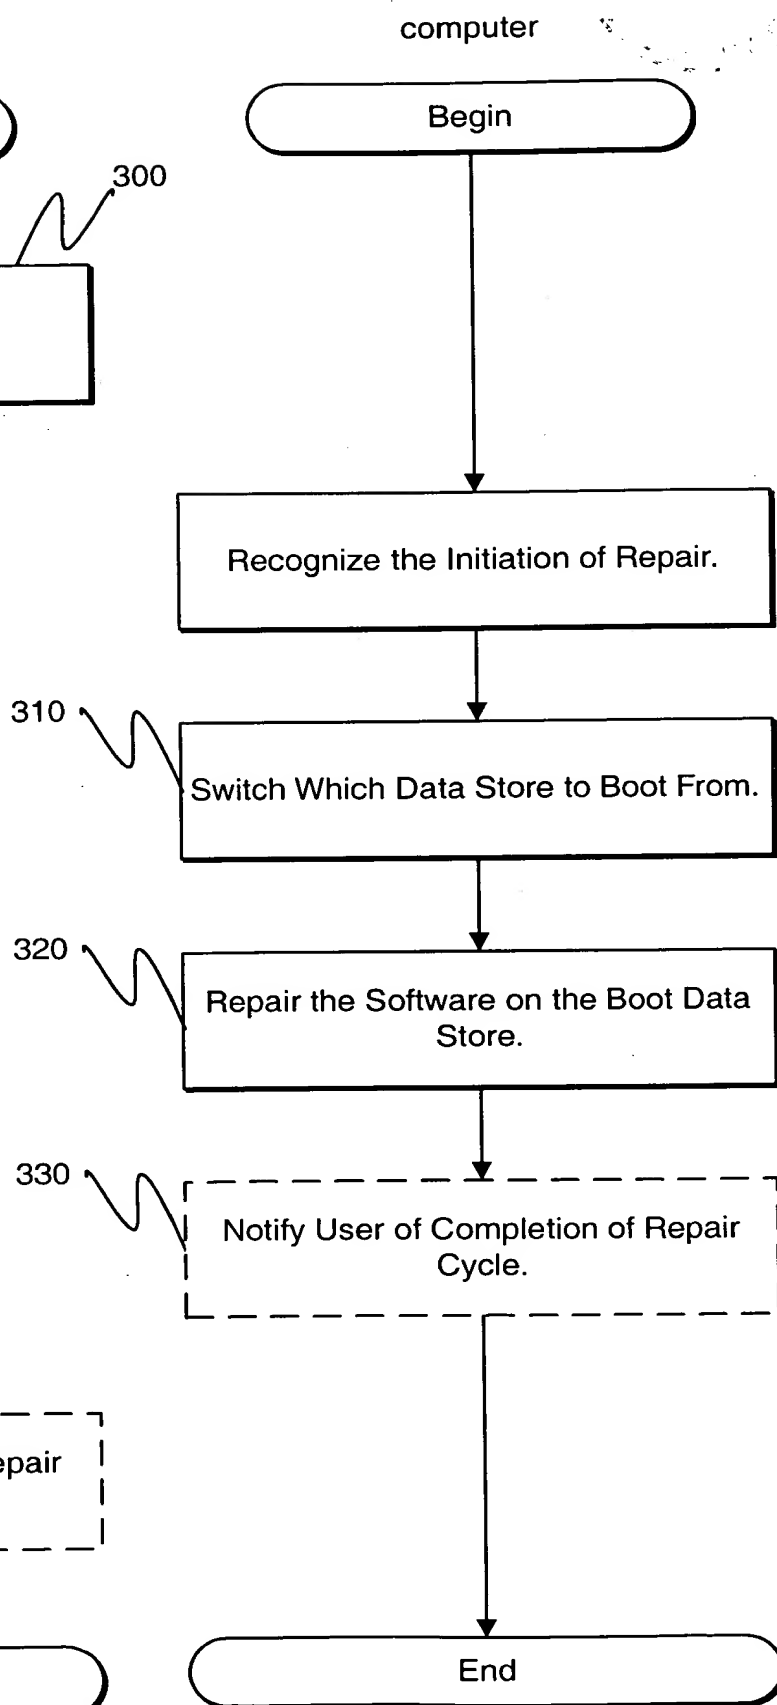 computer
Begin
300
Recognize the Initiation of Repair.
310
Switch Which Data Store to Boot From.
320
Repair the Software on the Boot Data
Store.
330
Notify User of Completion of Repair
Cycle.
epair
End